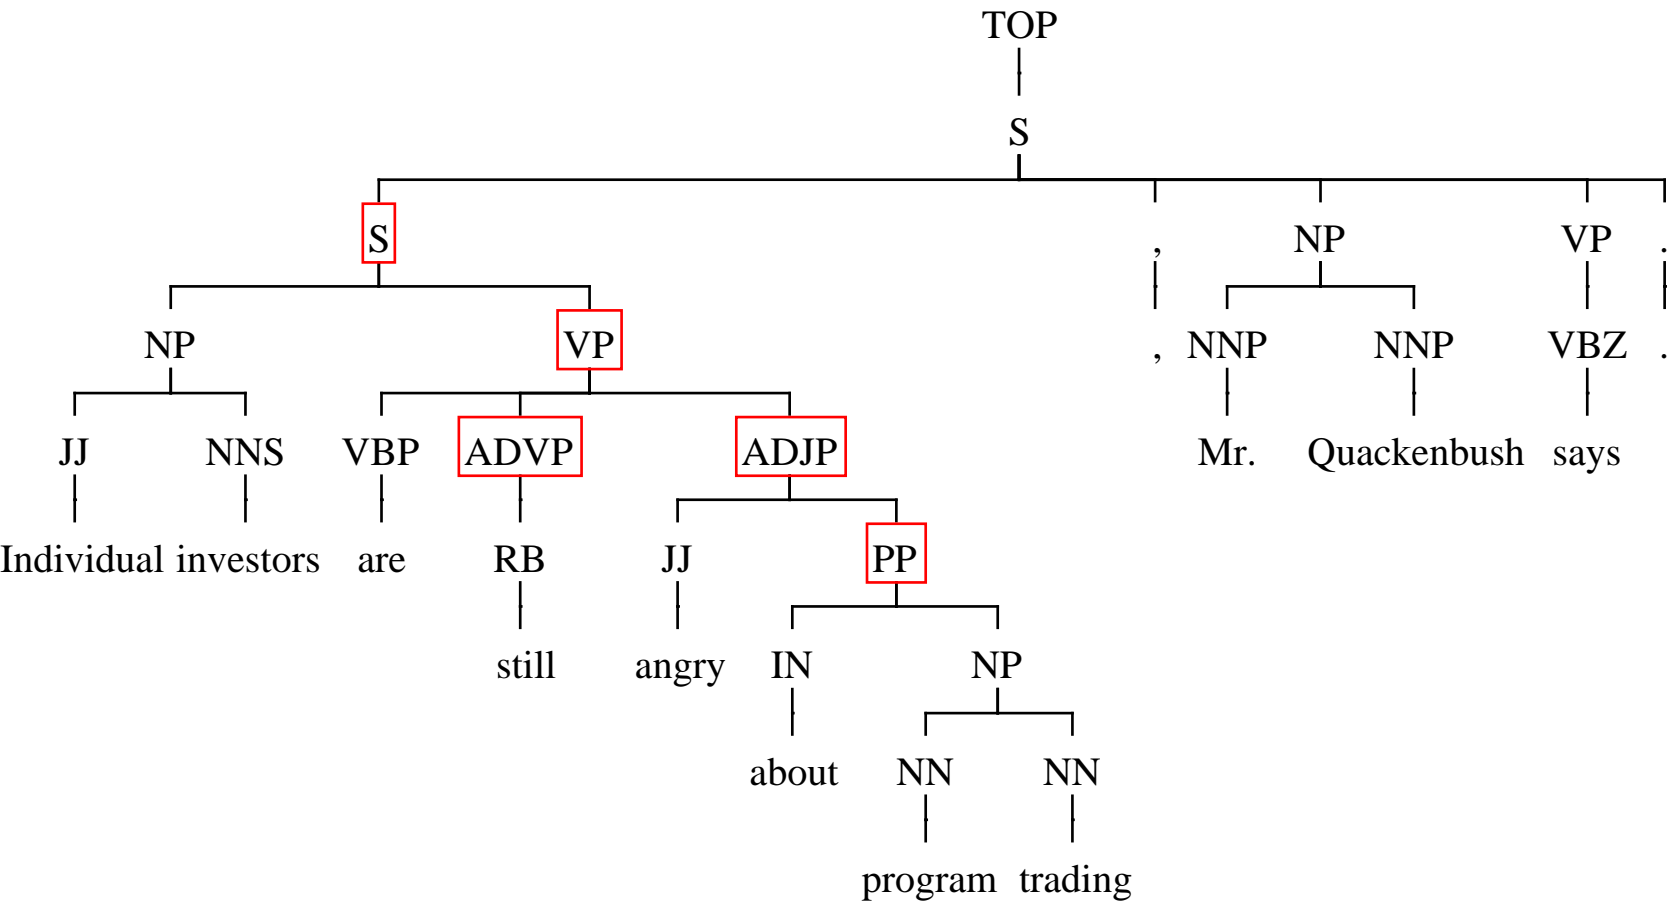 TOP
S
S , NP VP .
NP VP , NNP NNP VBZ .
JJ NNS VBP ADVP ADJP Mr. Quackenbush says
Individual investors are RB JJ PP
still angry IN NP
about NN NN
program trading